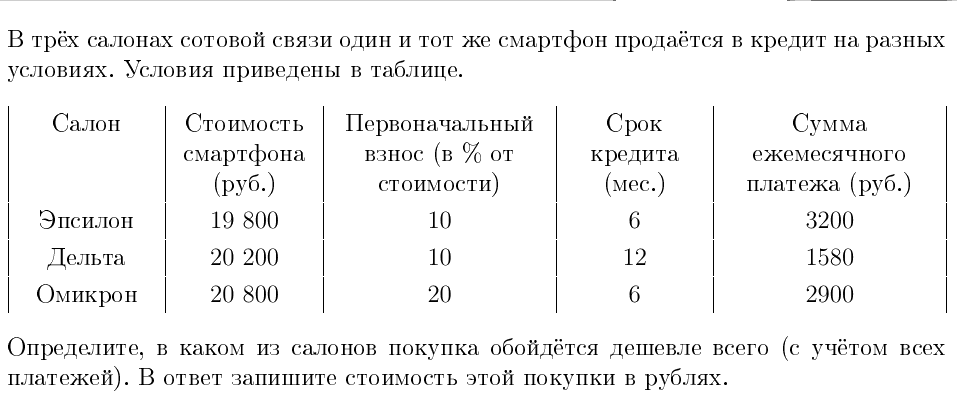 В трёх салонах сотовой связи один и тот же смартфон продаётся в кредит на разных
условиях. Условия приведены в таблице.
Салон Стоимость Первоначальный Срок Сумма
смартфона взнос (в % от кредита ежемесячного
(руб.) стоимости) (мес.) платежа (руб.)
Эпсилон 19 800 10 6 3200
Дельта 20 200 10 12 1580
Омикрон 20 800 20 6 2900
Определите, в каком из салонов покупка обойдётся дешевле всего (с учётом всех
платежей). В ответ запишите стоимость этой покупки в рублях.